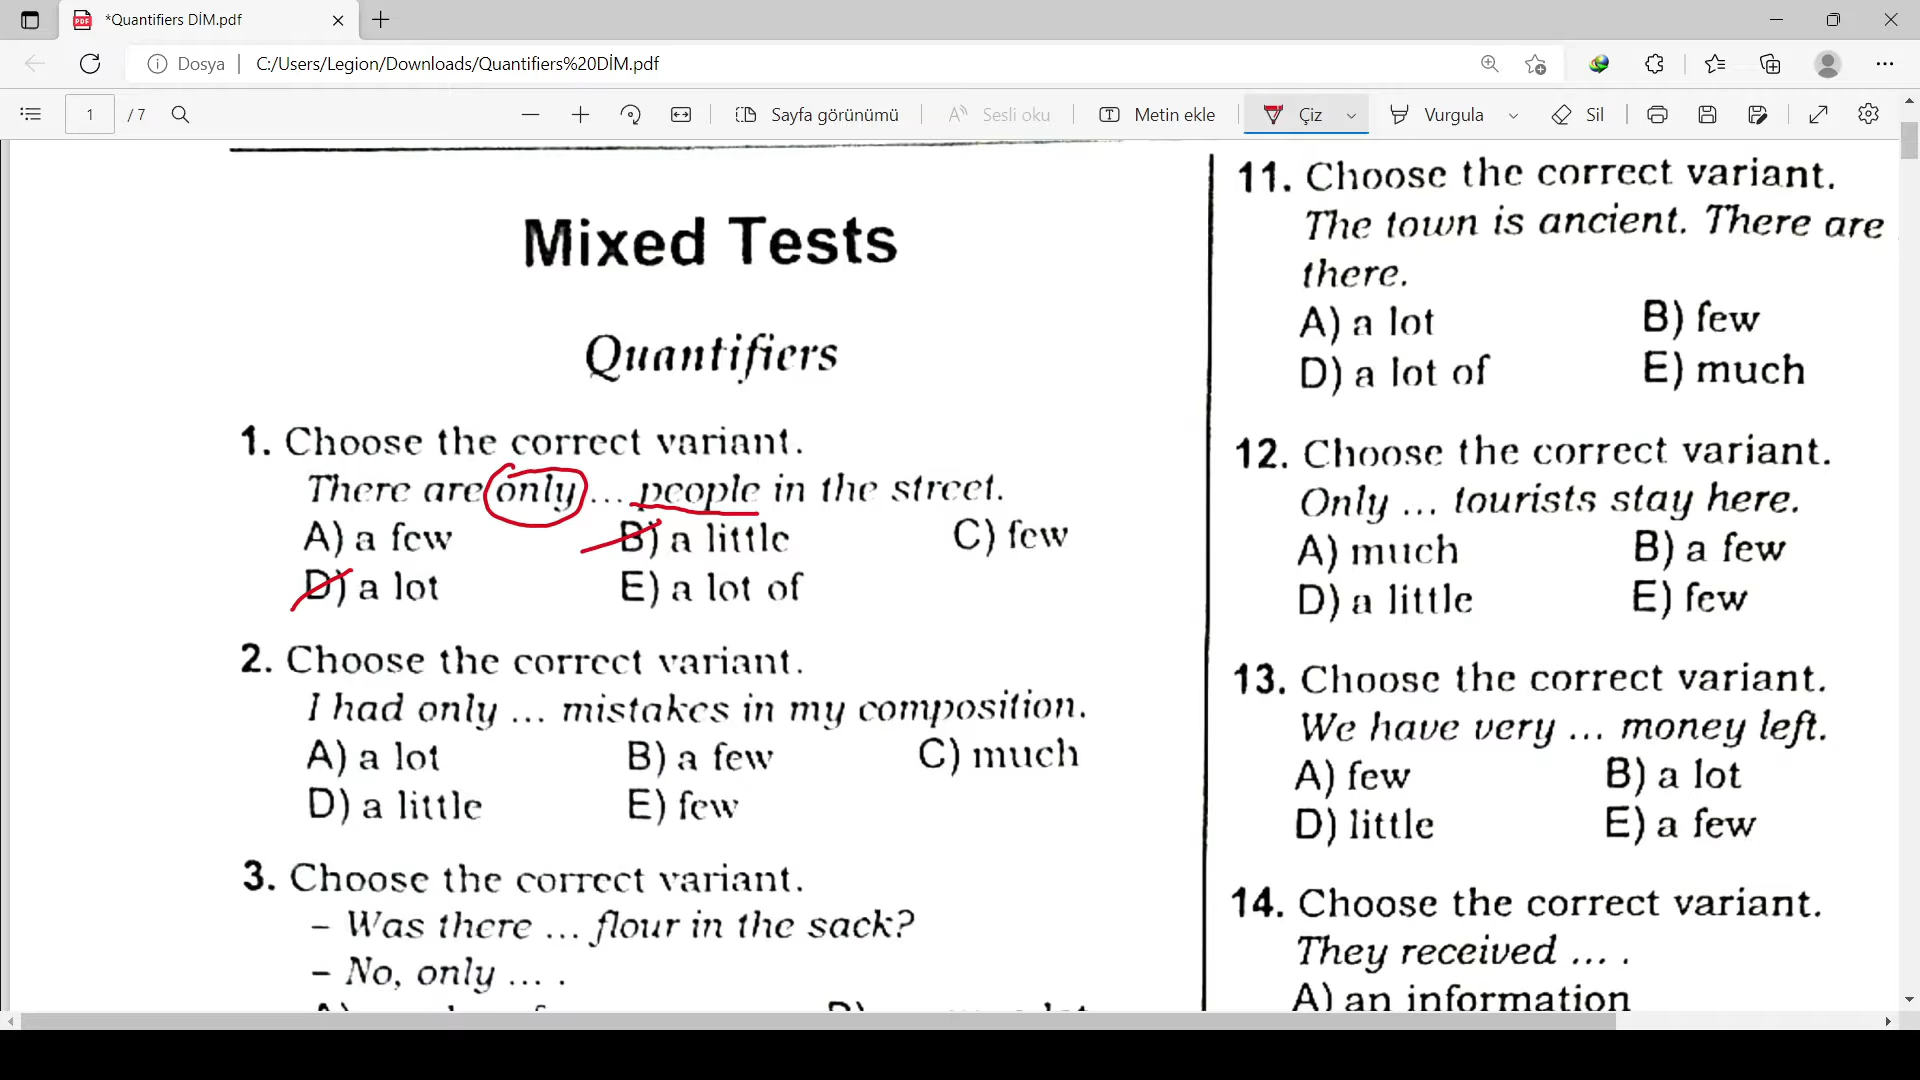 *Quantifiers DİM.pdf
Dosya
C:/Users/Legion/Downloads/Quantifiers%20DİM.pdf
1 / 7
Sayfa görünümü
Sesli oku
Metin ekle
Çiz
Vurgula
Sil
Mixed Tests
Quantifiers
1. Choose the correct variant.
There are only ... people in the street.
A) a few B) a little C) few
D) a lot E) a lot of
2. Choose the correct variant.
I had only ... mistakes in my composition.
A) a lot B) a few C) much
D) a little E) few
3. Choose the correct variant.
– Was there ... flour in the sack?
– No, only ... .
11. Choose the correct variant.
The town is ancient. There are
there.
A) a lot B) few
D) a lot of E) much
12. Choose the correct variant.
Only ... tourists stay here.
A) much B) a few
D) a little E) few
13. Choose the correct variant.
We have very ... money left.
A) few B) a lot
D) little E) a few
14. Choose the correct variant.
They received ... .
A) an information